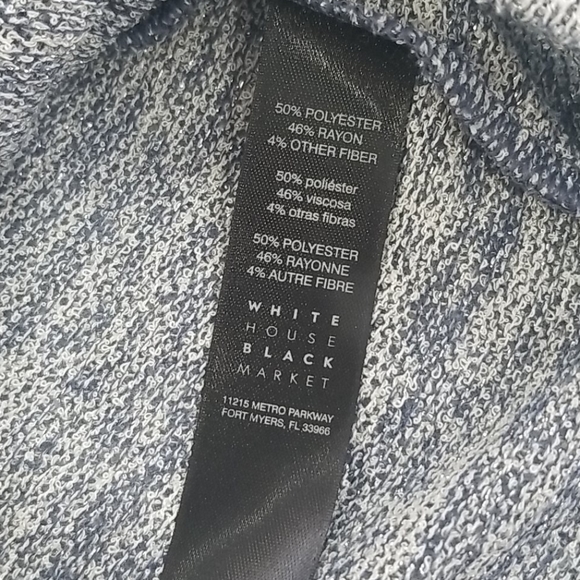 50% POLYESTER
46% RAYON
4% OTHER FIBER
50% poliéster
46% viscosa
4% otras fibras
50% POLYESTER
46% RAYONNE
4% AUTRE FIBRE
WHITE
HOUSE
BLACK
MARKET
11215 METRO PARKWAY
FORT MYERS, FL 33966